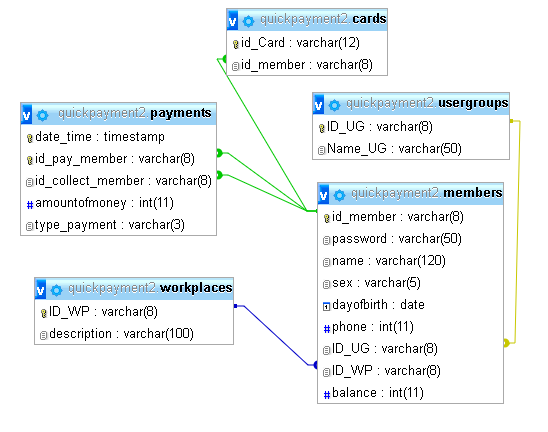 quickpayment2 cards
id_Card : varchar(12)
id_member : varchar(8)
quickpayment2 payments
date_time : timestamp
id_pay_member : varchar(8)
id_collect_member : varchar(8)
amountofmoney : int(11)
type_payment : varchar(3)
quickpayment2 usergroups
ID_UG : varchar(8)
Name_UG : varchar(50)
quickpayment2 members
id_member : varchar(8)
password : varchar(50)
name : varchar(120)
sex : varchar(5)
dayofbirth : date
phone : int(11)
ID_UG : varchar(8)
ID_WP : varchar(8)
balance : int(11)
quickpayment2 workplaces
ID_WP : varchar(8)
description : varchar(100)